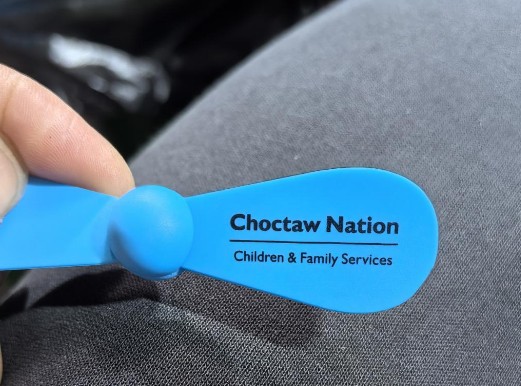 Choctaw Nation
Children & Family Services